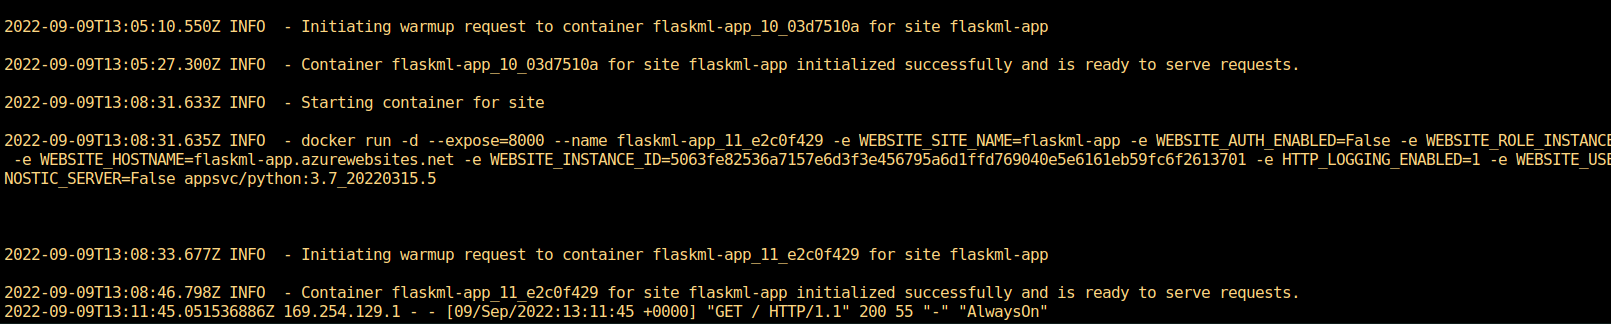 2022-09-09T13:05:10.550Z INFO  - Initiating warmup request to container flaskml-app_10_03d7510a for site flaskml-app
2022-09-09T13:05:27.300Z INFO  - Container flaskml-app_10_03d7510a for site flaskml-app initialized successfully and is ready to serve requests.
2022-09-09T13:08:31.633Z INFO  - Starting container for site
2022-09-09T13:08:31.635Z INFO  - docker run -d --expose=8000 --name flaskml-app_11_e2c0f429 -e WEBSITE_SITE_NAME=flaskml-app -e WEBSITE_AUTH_ENABLED=False -e WEBSITE_ROLE_INSTANCE
-e WEBSITE_HOSTNAME=flaskml-app.azurewebsites.net -e WEBSITE_INSTANCE_ID=5063fe82536a7157e6d3f3e456795a6d1ffd769040e5e6161eb59fc6f2613701 -e HTTP_LOGGING_ENABLED=1 -e WEBSITE_USE
NOSTIC_SERVER=False appsvc/python:3.7_20220315.5
2022-09-09T13:08:33.677Z INFO  - Initiating warmup request to container flaskml-app_11_e2c0f429 for site flaskml-app
2022-09-09T13:08:46.798Z INFO  - Container flaskml-app_11_e2c0f429 for site flaskml-app initialized successfully and is ready to serve requests.
2022-09-09T13:11:45.051536886Z 169.254.129.1 - - [09/Sep/2022:13:11:45 +0000] "GET / HTTP/1.1" 200 55 "-" "AlwaysOn"